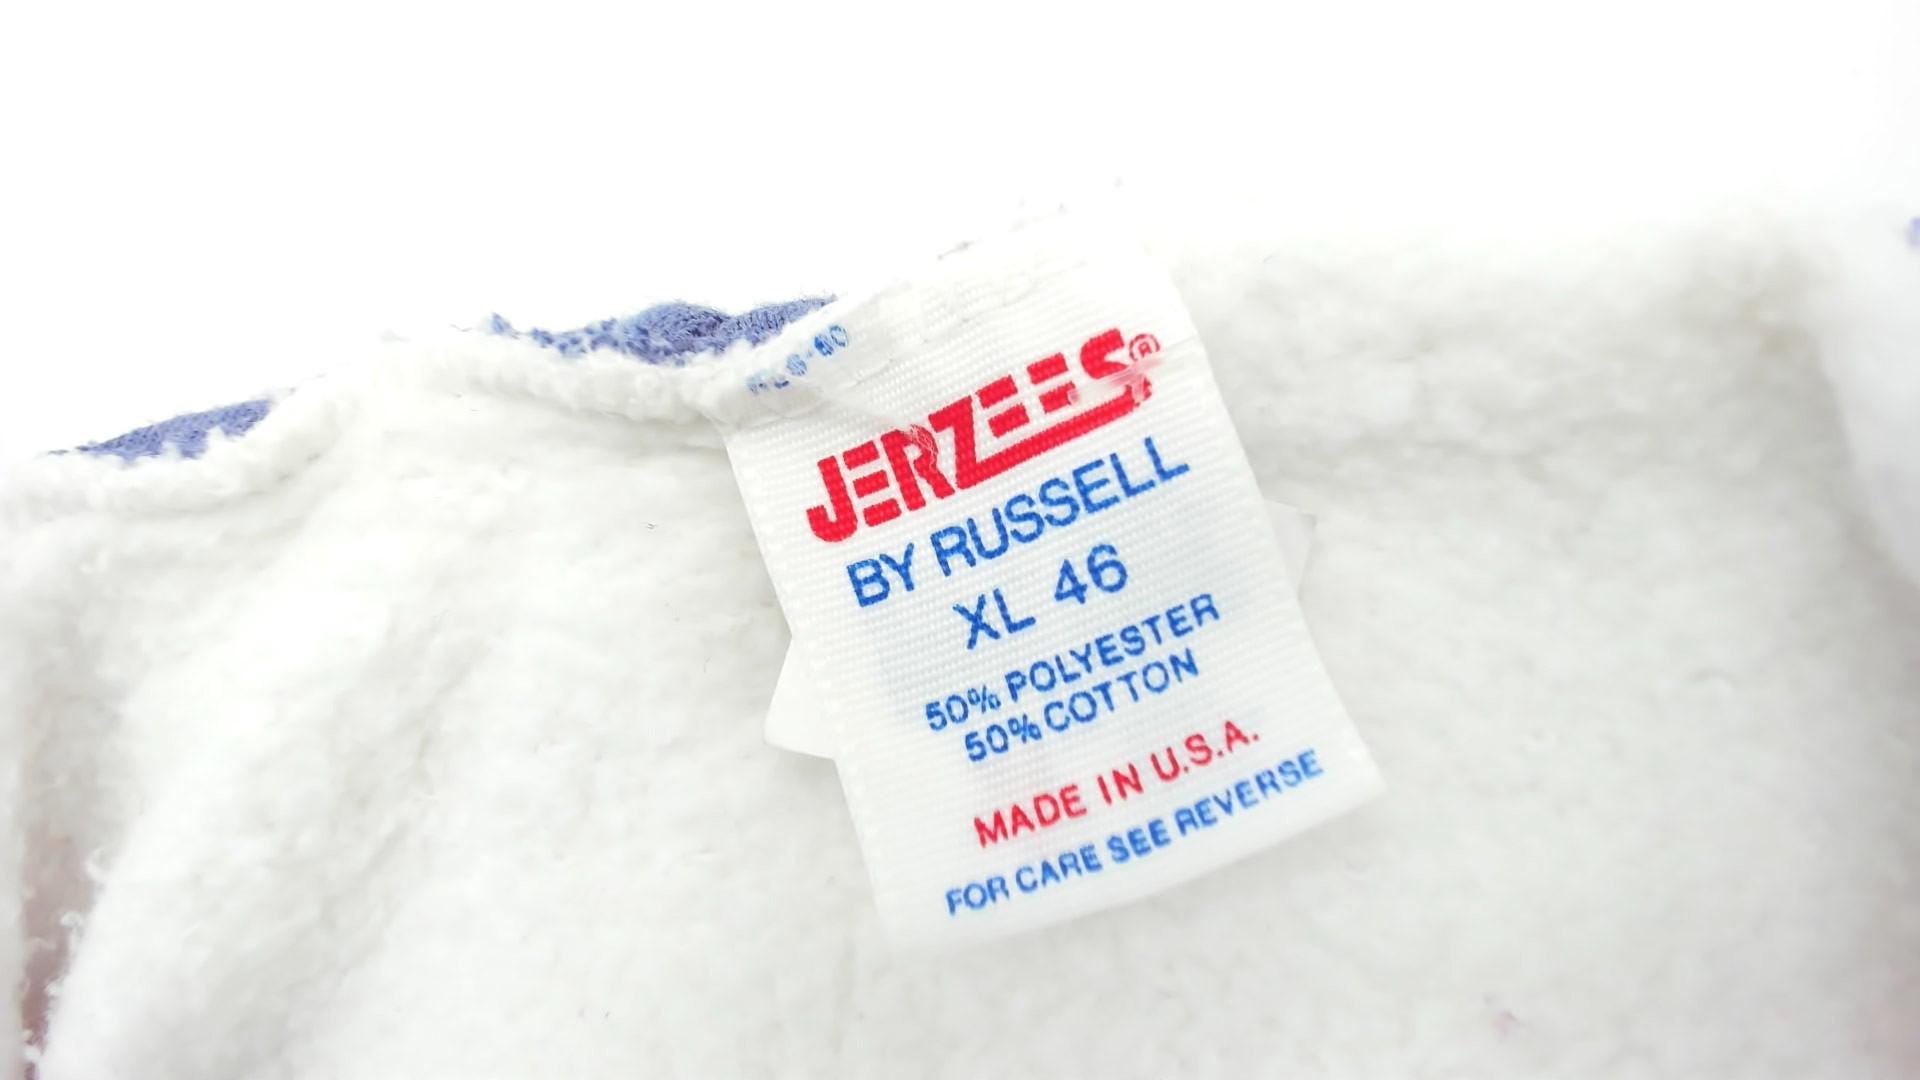 JERZEES®
BY RUSSELL
XL 46
50% POLYESTER
50% COTTON
MADE IN U.S.A.
FOR CARE SEE REVERSE